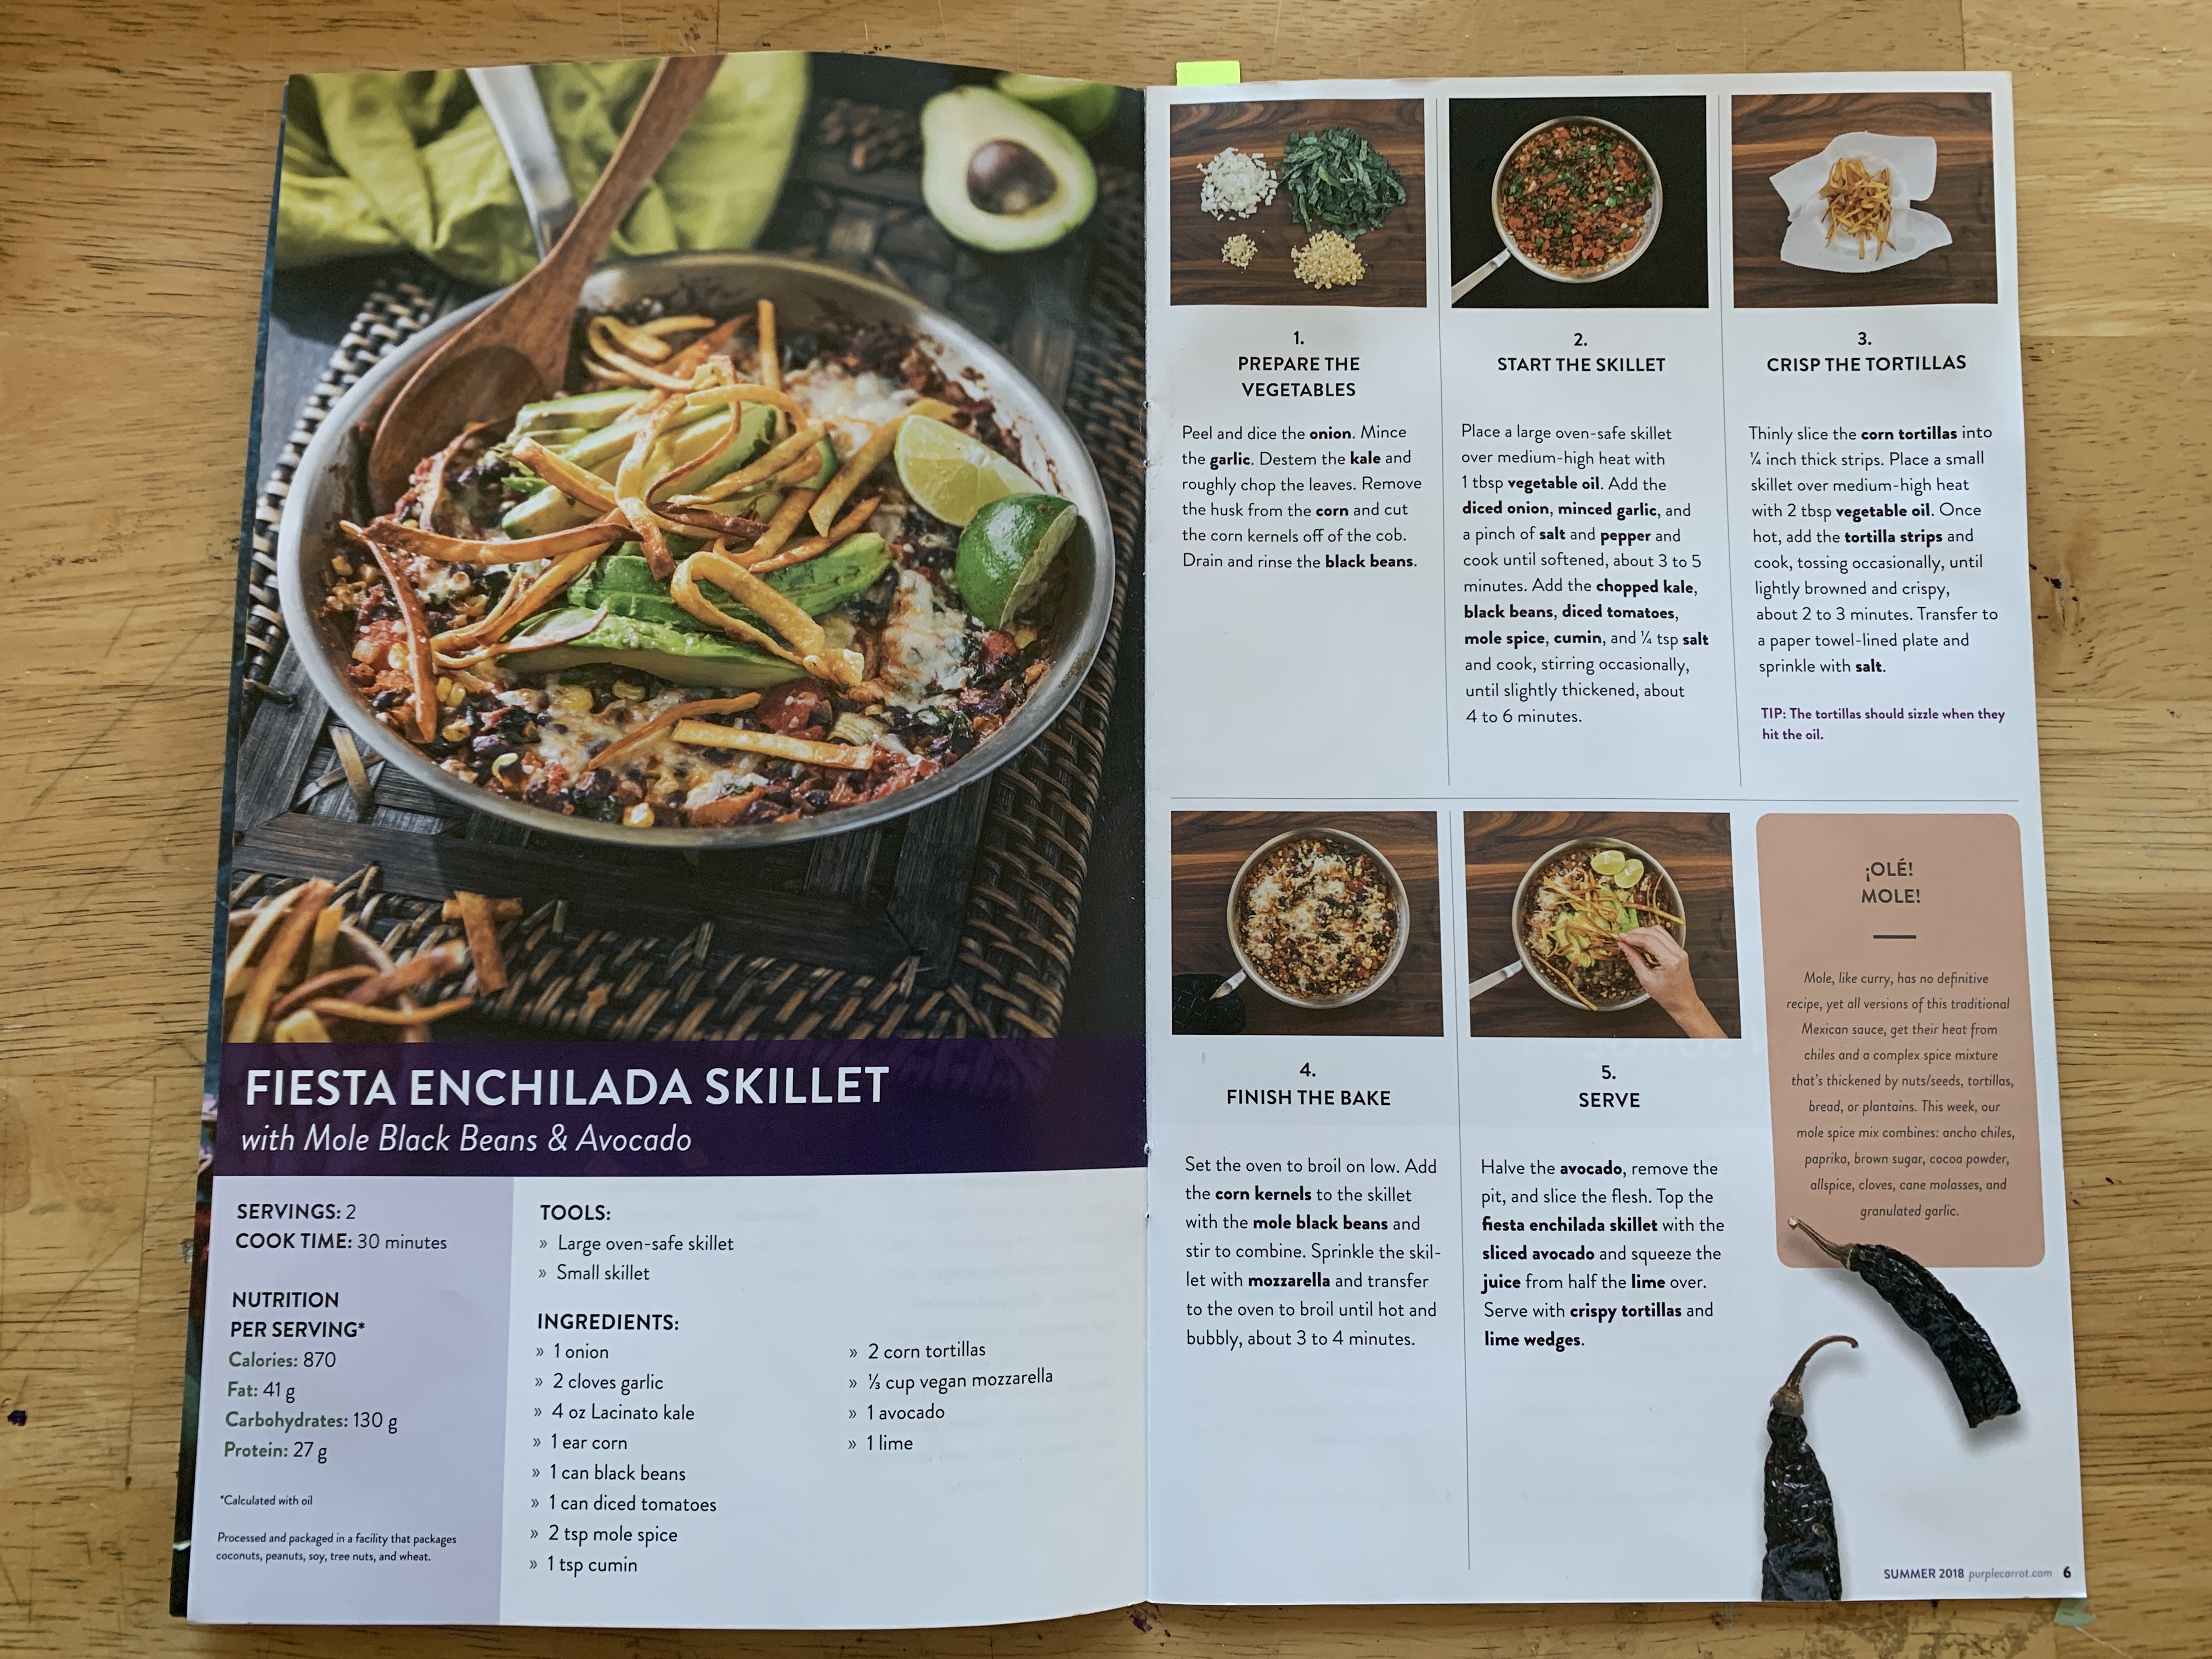 FIESTA ENCHILADA SKILLET
with Mole Black Beans & Avocado
SERVINGS: 2
COOK TIME: 30 minutes
NUTRITION
PER SERVING*
Calories: 870
Fat: 41 g
Carbohydrates: 130 g
Protein: 27 g
*Calculated with oil
Processed and packaged in a facility that packages
coconuts, peanuts, soy, tree nuts, and wheat.
TOOLS:
» Large oven-safe skillet
» Small skillet
INGREDIENTS:
» 1 onion
» 2 cloves garlic
» 4 oz Lacinato kale
» 1 ear corn
» 1 can black beans
» 1 can diced tomatoes
» 2 tsp mole spice
» 1 tsp cumin
» 2 corn tortillas
» ⅓ cup vegan mozzarella
» 1 avocado
» 1 lime
1.
PREPARE THE
VEGETABLES
Peel and dice the onion. Mince
the garlic. Destem the kale and
roughly chop the leaves. Remove
the husk from the corn and cut
the corn kernels off of the cob.
Drain and rinse the black beans.
2.
START THE SKILLET
Place a large oven-safe skillet
over medium-high heat with
1 tbsp vegetable oil. Add the
diced onion, minced garlic, and
a pinch of salt and pepper and
cook until softened, about 3 to 5
minutes. Add the chopped kale,
black beans, diced tomatoes,
mole spice, cumin, and ¼ tsp salt
and cook, stirring occasionally,
until slightly thickened, about
4 to 6 minutes.
3.
CRISP THE TORTILLAS
Thinly slice the corn tortillas into
¼ inch thick strips. Place a small
skillet over medium-high heat
with 2 tbsp vegetable oil. Once
hot, add the tortilla strips and
cook, tossing occasionally, until
lightly browned and crispy,
about 2 to 3 minutes. Transfer to
a paper towel-lined plate and
sprinkle with salt.
TIP: The tortillas should sizzle when they
hit the oil.
4.
FINISH THE BAKE
Set the oven to broil on low. Add
the corn kernels to the skillet
with the mole black beans and
stir to combine. Sprinkle the skil-
let with mozzarella and transfer
to the oven to broil until hot and
bubbly, about 3 to 4 minutes.
5.
SERVE
Halve the avocado, remove the
pit, and slice the flesh. Top the
fiesta enchilada skillet with the
sliced avocado and squeeze the
juice from half the lime over.
Serve with crispy tortillas and
lime wedges.
¡OLÉ!
MOLE!
Mole, like curry, has no definitive
recipe, yet all versions of this traditional
Mexican sauce, get their heat from
chiles and a complex spice mixture
that's thickened by nuts/seeds, tortillas,
bread, or plantains. This week, our
mole spice mix combines: ancho chiles,
paprika, brown sugar, cocoa powder,
allspice, cloves, cane molasses, and
granulated garlic.
SUMMER 2018 purplecarrot.com 6